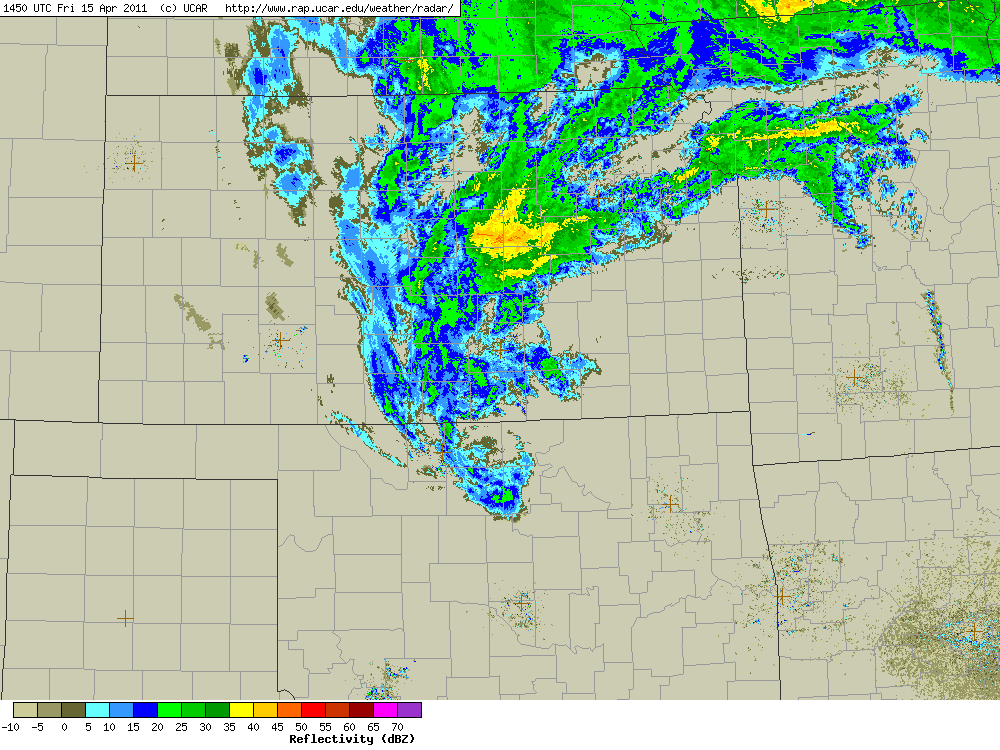 1450 UTC Fri 15 Apr 2011 (c) UCAR http://www.rap.ucar.edu/weather/radar/
-10 -5 0 5 10 15 20 25 30 35 40 45 50 55 60 65 70
Reflectivity (dBZ)